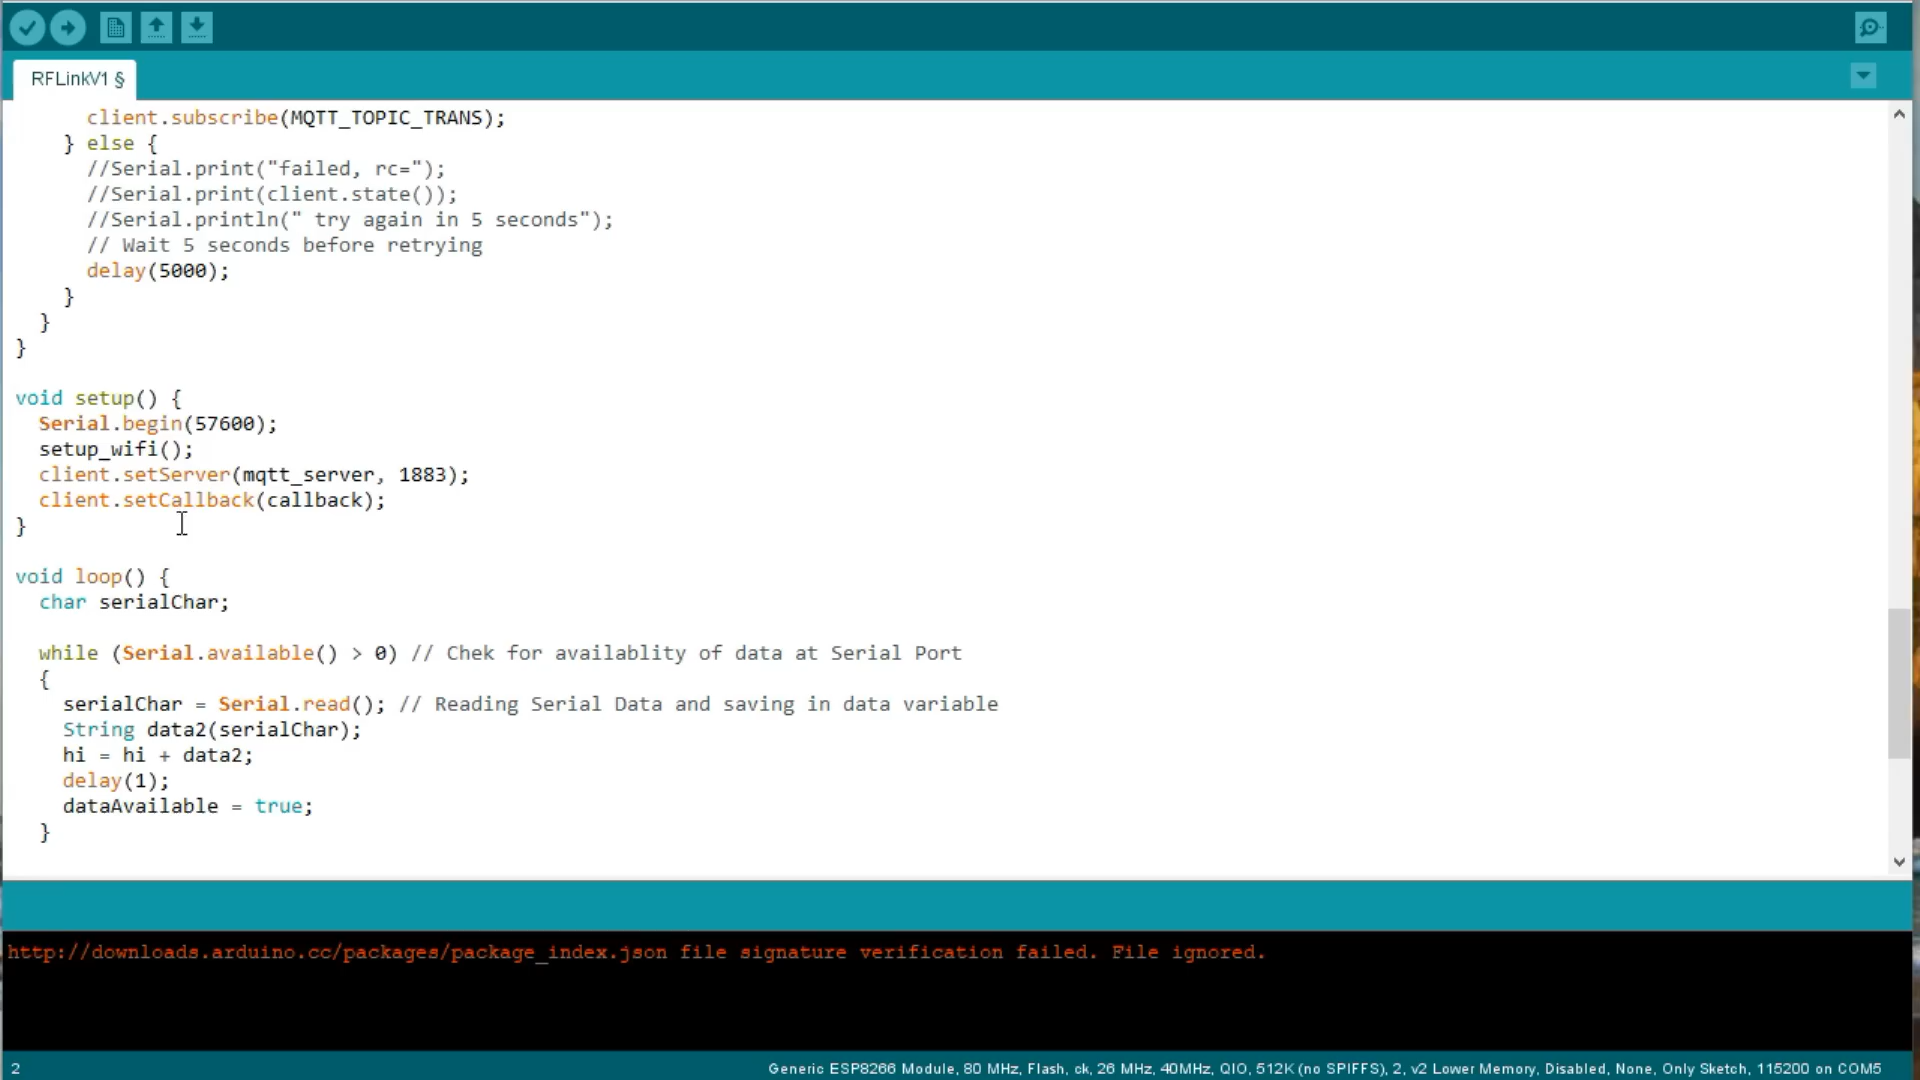 RFLinkV1 §
client.subscribe(MQTT_TOPIC_TRANS);
} else {
//Serial.print("failed, rc=");
//Serial.print(client.state());
//Serial.println(" try again in 5 seconds");
// Wait 5 seconds before retrying
delay(5000);
}
}
}
void setup() {
Serial.begin(57600);
setup_wifi();
client.setServer(mqtt_server, 1883);
client.setCallback(callback);
}
void loop() {
char serialChar;
while (Serial.available() > 0) // Chek for availablity of data at Serial Port
{
serialChar = Serial.read(); // Reading Serial Data and saving in data variable
String data2(serialChar);
hi = hi + data2;
delay(1);
dataAvailable = true;
}
http://downloads.arduino.cc/packages/package_index.json file signature verification failed. File ignored.
2 Generic ESP8266 Module, 80 MHz, Flash, ck, 26 MHz, 40MHz, QIO, 512K (no SPIFFS), 2, v2 Lower Memory, Disabled, None, Only Sketch, 115200 on COM5